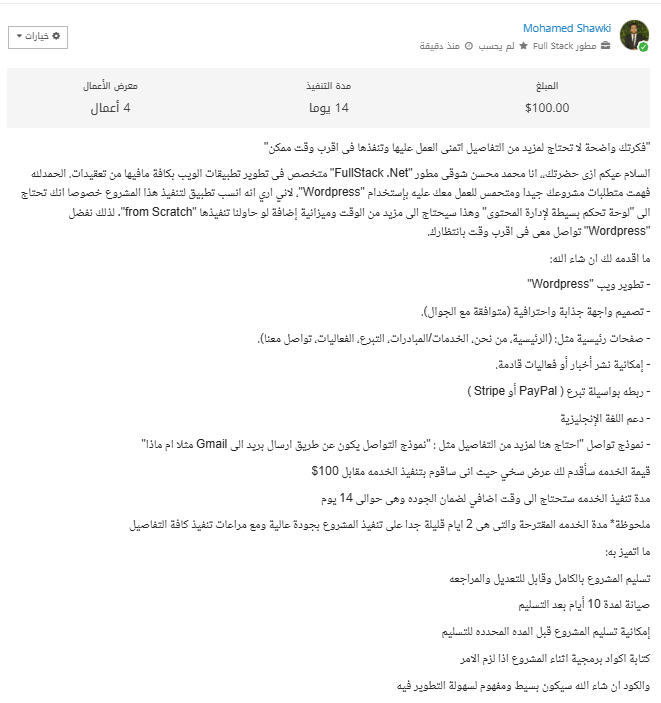 Mohamed Shawki
خيارات
مطور Full Stack لم يحسب منذ دقيقة
المبلغ
$100.00
مدة التنفيذ
14 يوما
معرض الأعمال
4 أعمال
"فكرتك واضحة لا تحتاج لمزيد من التفاصيل اتمنى العمل عليها وتنفذها فى اقرب وقت ممكن"
السلام عيكم ازى حضرتك،، انا محمد محسن شوقى مطور "FullStack .Net" متخصص فى تطوير تطبيقات الويب بكافة مافيها من تعقيدات، الحمدلله
فهمت متطلبات مشروعك جيدا ومتحمس للعمل معك عليه بإستخدام "Wordpress"، لاني اري انه انسب تطبيق لتنفيذ هذا المشروع خصوصا انك تحتاج
الى "لوحة تحكم بسيطة لإدارة المحتوى" وهذا سيحتاج الى مزيد من الوقت وميزانية إضافة لو حاولنا تنفيذها "from Scratch"، لذلك نفضل
"Wordpress" تواصل معى فى اقرب وقت بانتظارك.
ما اقدمه لك ان شاء الله:
- تطوير ويب "Wordpress"
- تصميم واجهة جذابة واحترافية (متوافقة مع الجوال).
- صفحات رئيسية مثل: (الرئيسية، من نحن، الخدمات/المبادرات، التبرع، الفعاليات، تواصل معنا).
- إمكانية نشر أخبار أو فعاليات قادمة.
- ربطه بواسيلة تبرع ( PayPal أو Stripe )
- دعم اللغة الإنجليزية
- نموذج تواصل "احتاج هنا لمزيد من التفاصيل مثل : "نموذج التواصل يكون عن طريق ارسال بريد الى Gmail مثلا ام ماذا"
قيمة الخدمه سأقدم لك عرض سخي حيث انى ساقوم بتنفيذ الخدمه مقابل 100$
مدة تنفيذ الخدمه ستحتاج الى وقت اضافي لضمان الجوده وهى حوالى 14 يوم
ملحوظة* مدة الخدمه المقترحة والتى هى 2 ايام قليلة جدا على تنفيذ المشروع بجودة عالية ومع مراعات تنفيذ كافة التفاصيل
ما اتميز به:
تسليم المشروع بالكامل وقابل للتعديل والمراجعه
صيانة لمدة 10 أيام بعد التسليم
إمكانية تسليم المشروع قبل المده المحدده للتسليم
كتابة اكواد برمجية اثناء المشروع اذا لزم الامر
والكود ان شاء الله سيكون بسيط ومفهوم لسهولة التطوير فيه